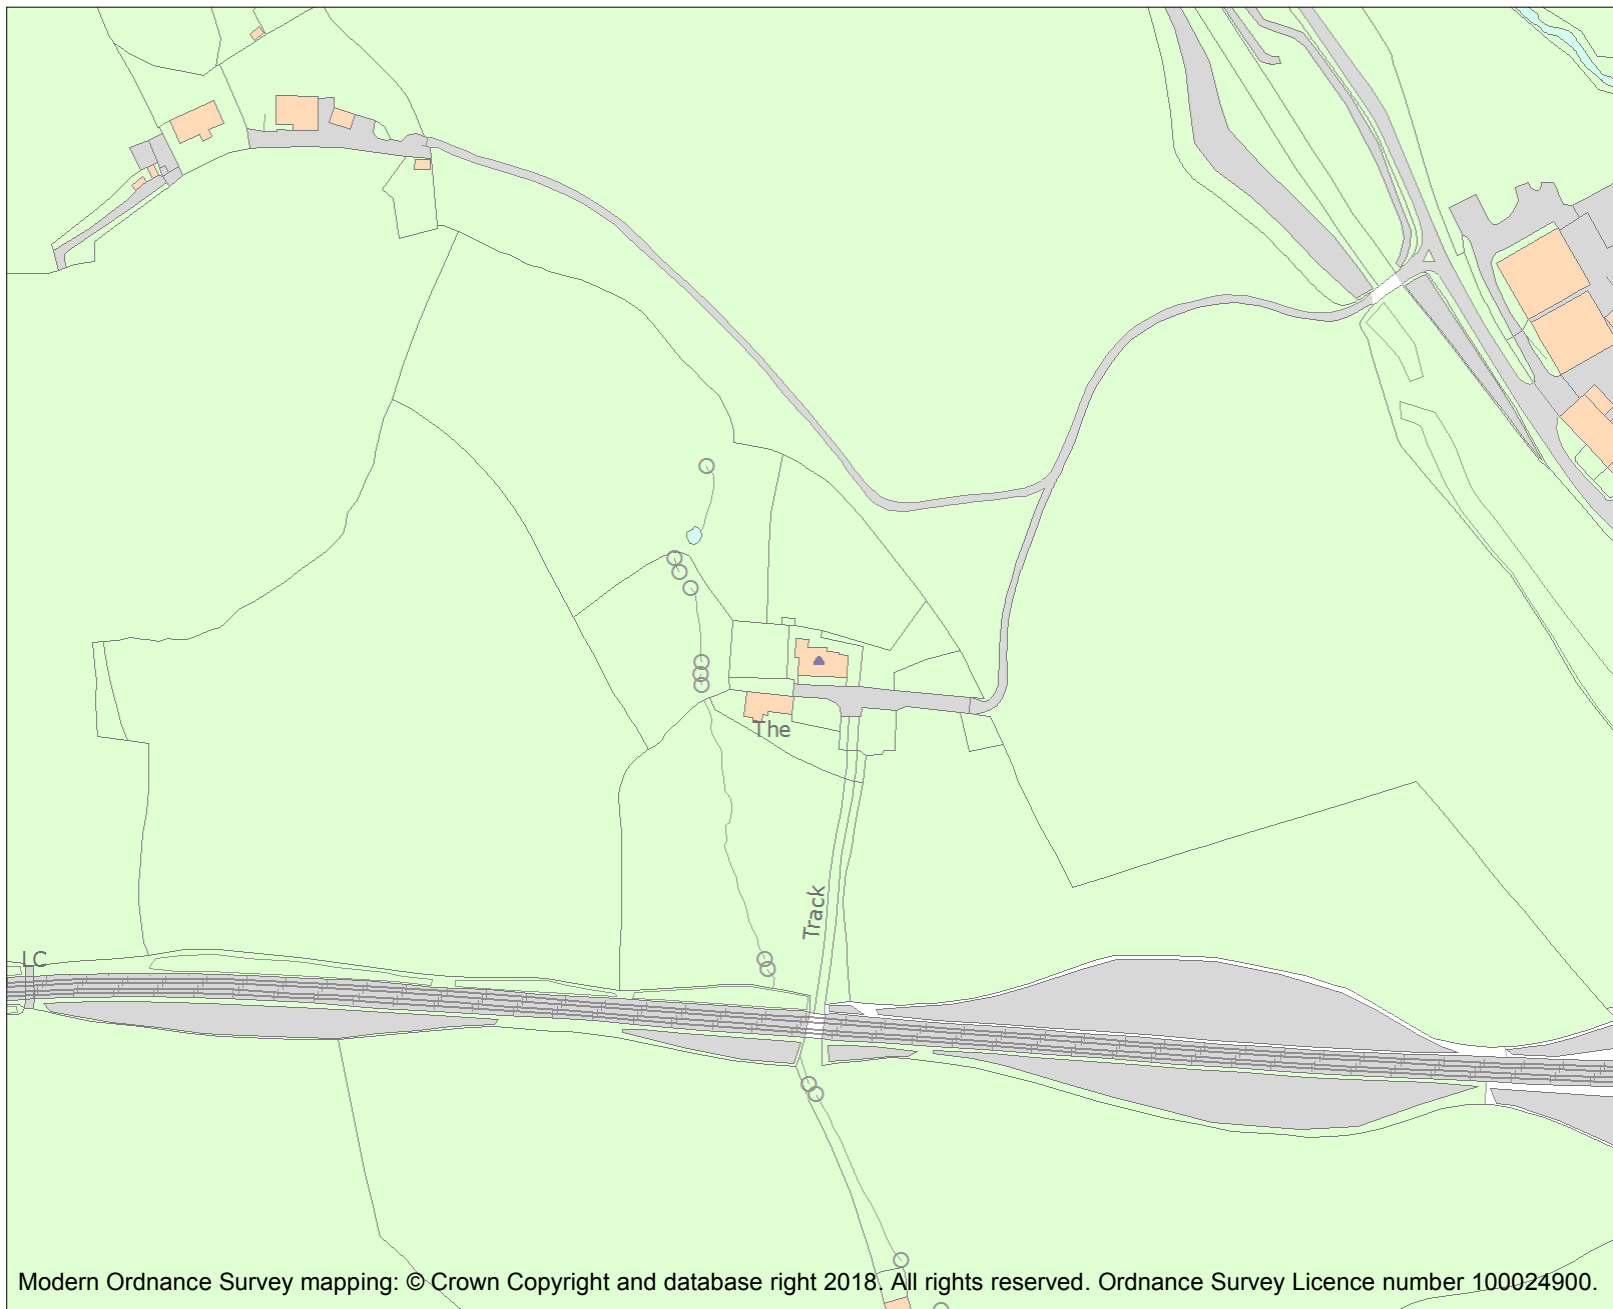 The
Track
LC
Modern Ordnance Survey mapping: © Crown Copyright and database right 2018. All rights reserved. Ordnance Survey Licence number 100024900.